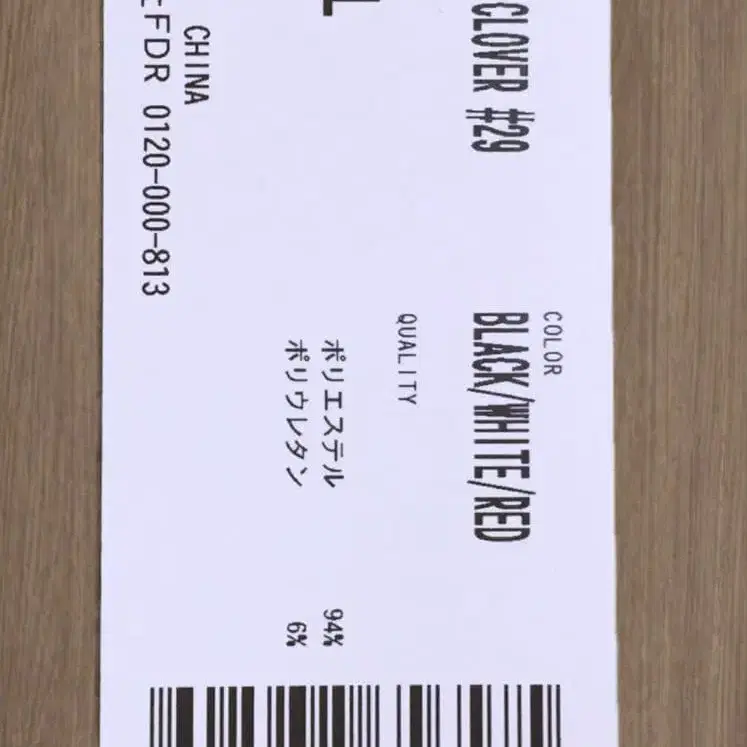 CLOVER #29
COLOR
BLACK/WHITE/RED
QUALITY
ポリエステル 94%
ポリウレタン 6%
L
CHINA
FDR 0120-000-813